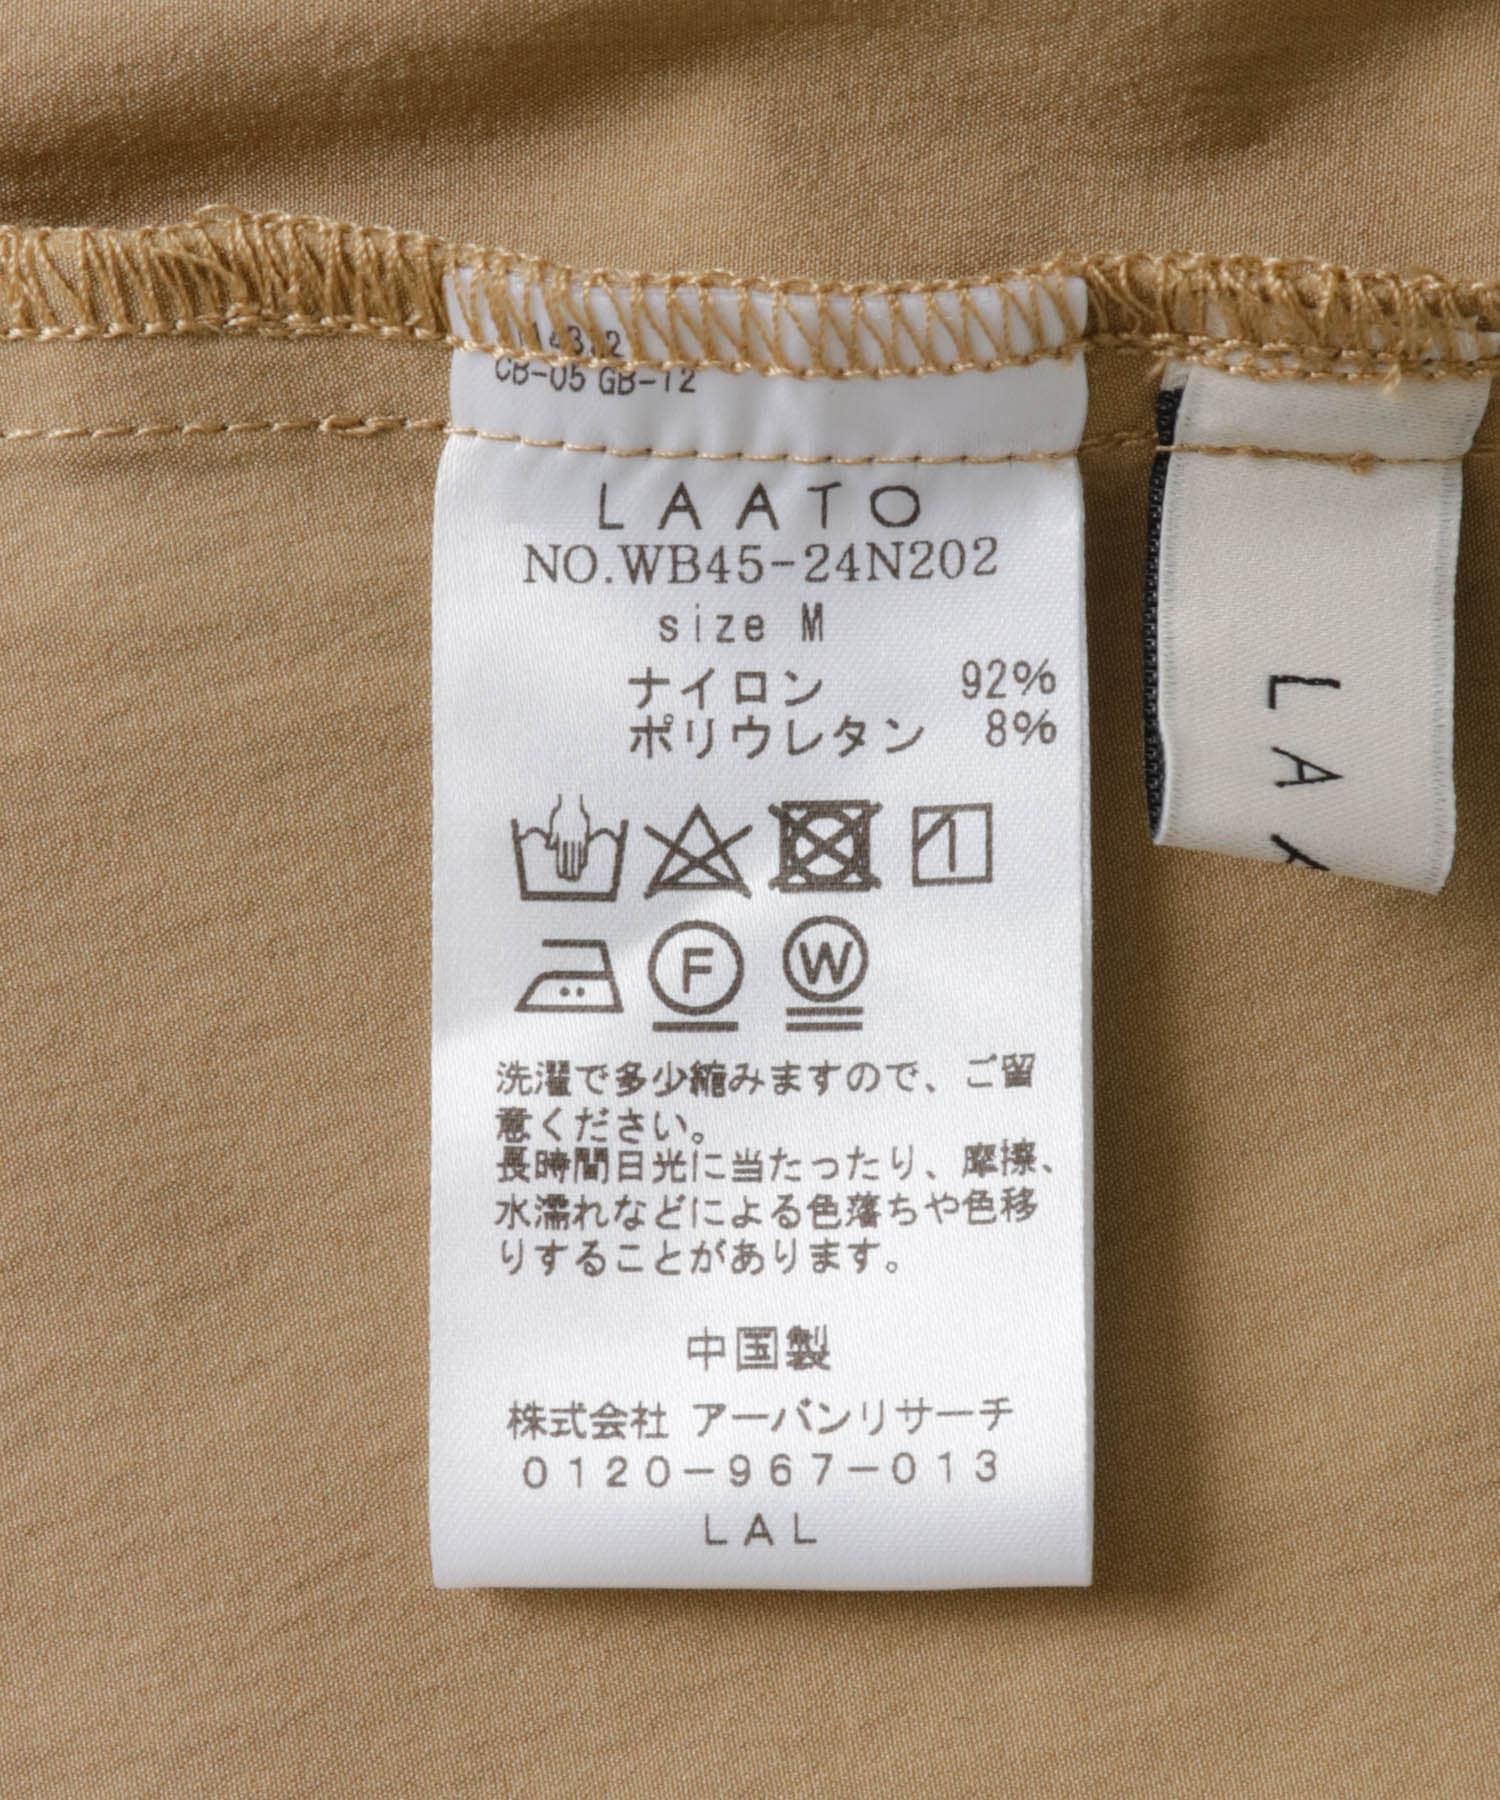 CB-05 GB-12
LAATO
NO.WB45-24N202
size M
ナイロン 92%
ポリウレタン 8%
F W
洗濯で多少縮みますので、ご留
意ください。
長時間日光に当たったり、摩擦、
水濡れなどによる色落ちや色移
りすることがあります。
中国製
株式会社 アーバンリサーチ
0120-967-013
LAL
LA